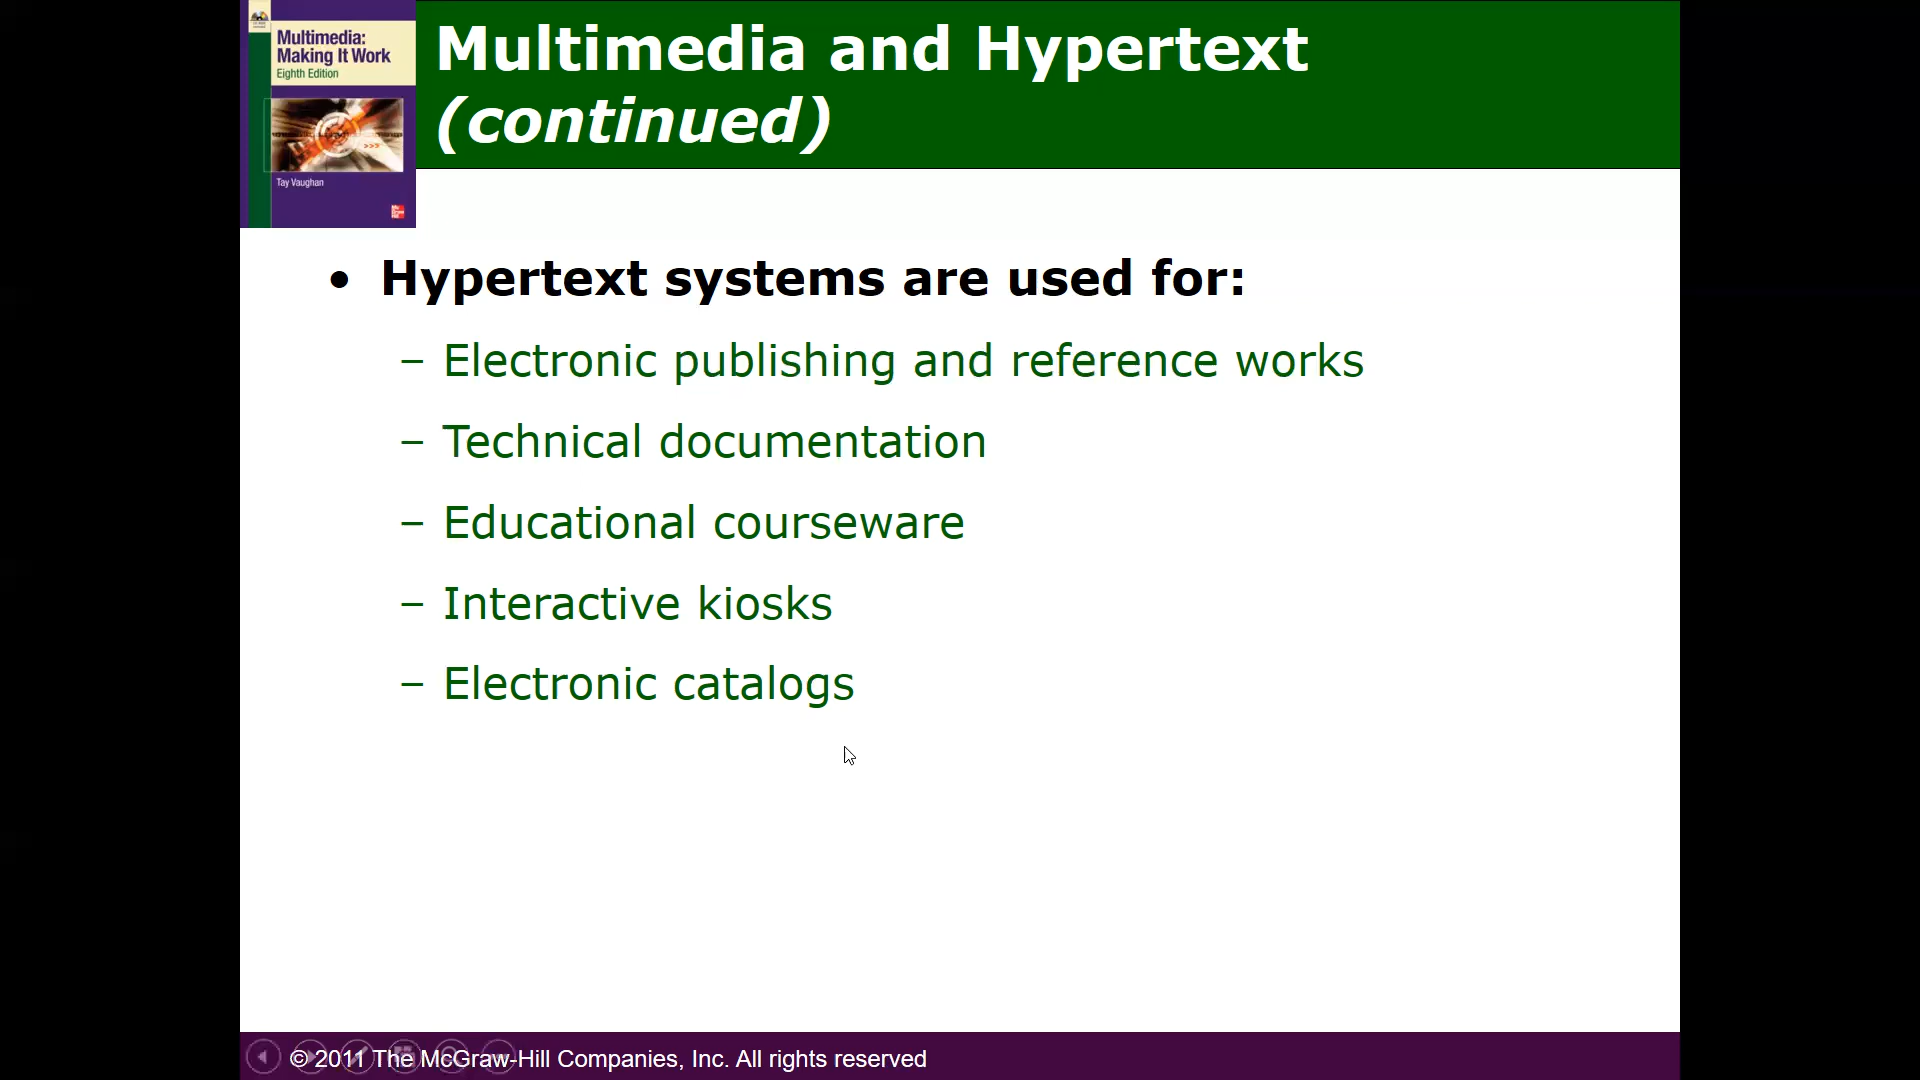 Multimedia:
Making It Work
Eighth Edition
Tay Vaughan
Multimedia and Hypertext
(continued)
• Hypertext systems are used for:
– Electronic publishing and reference works
– Technical documentation
– Educational courseware
– Interactive kiosks
– Electronic catalogs
© 2011 The McGraw-Hill Companies, Inc. All rights reserved